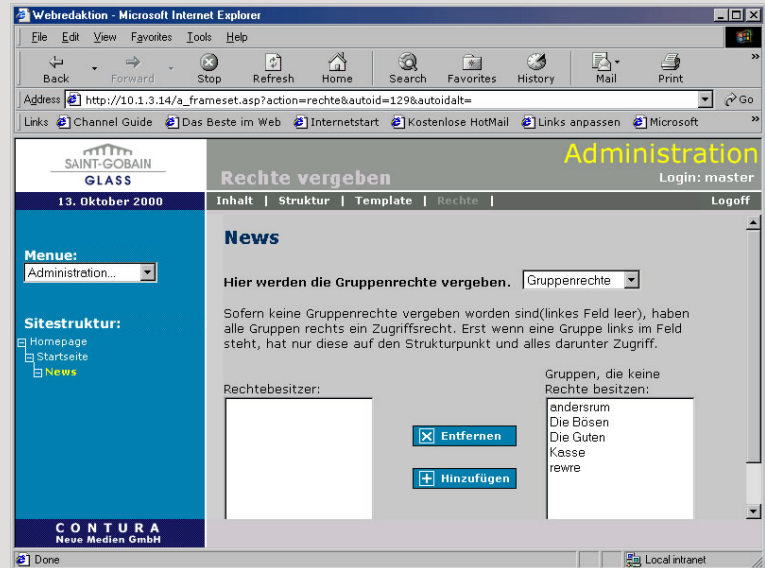 Webredaktion - Microsoft Internet Explorer
File Edit View Favorites Tools Help
Back Forward Stop Refresh Home Search Favorites History Mail Print »
Address http://10.1.3.14/a_frameset.asp?action=rechte&autoid=129&autoidalt= Go
Links Channel Guide Das Beste im Web Internetstart Kostenlose HotMail Links anpassen Microsoft »
SAINT-GOBAIN
GLASS
Administration
Rechte vergeben
Login: master
13. Oktober 2000
Inhalt | Struktur | Template | Rechte | Logoff
Menue:
Administration...
Sitestruktur:
Homepage
Startseite
News
News
Hier werden die Gruppenrechte vergeben. Gruppenrechte
Sofern keine Gruppenrechte vergeben worden sind(linkes Feld leer), haben
alle Gruppen rechts ein Zugriffsrecht. Erst wenn eine Gruppe links im Feld
steht, hat nur diese auf den Strukturpunkt und alles darunter Zugriff.
Rechtebesitzer:
Entfernen
Hinzufügen
Gruppen, die keine
Rechte besitzen:
andersrum
Die Bösen
Die Guten
Kasse
rewre
CONTURA
Neue Medien GmbH
Done Local intranet